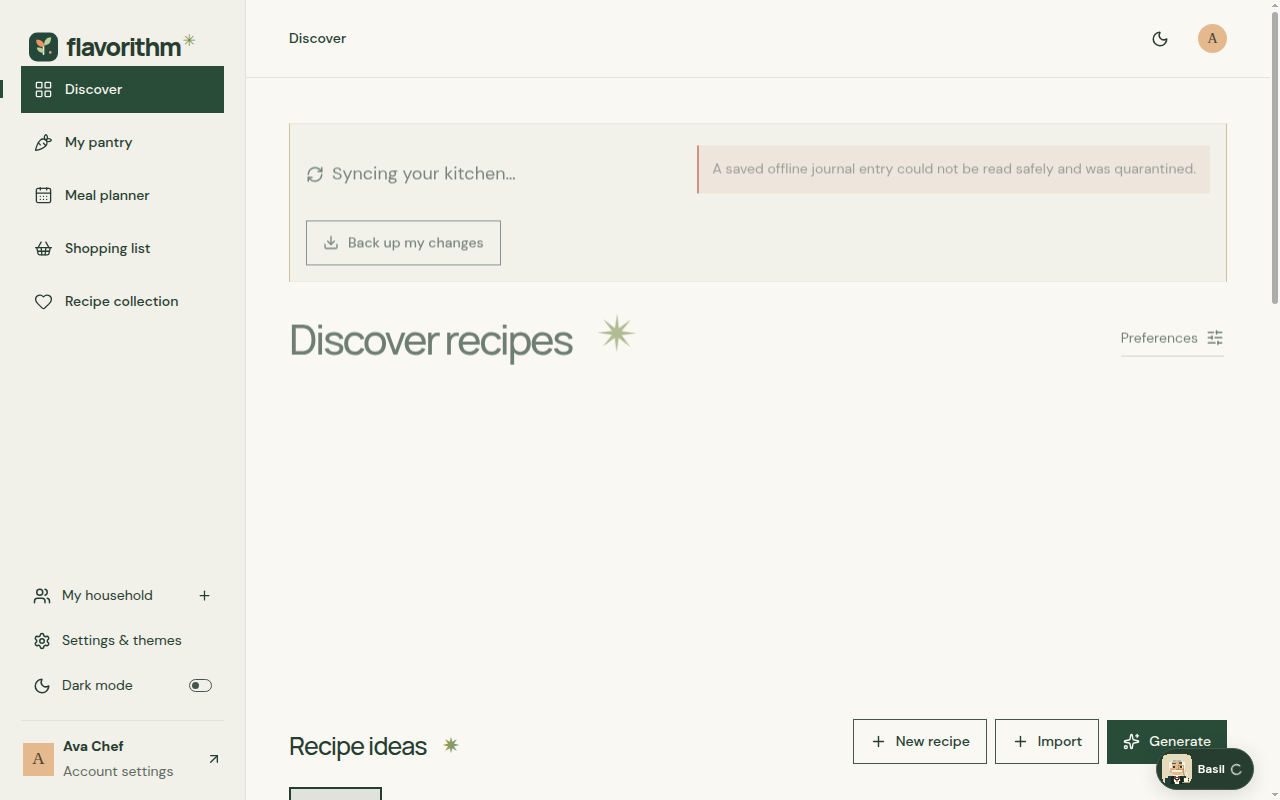 flavorithm
Discover
My pantry
Meal planner
Shopping list
Recipe collection
My household
Settings & themes
Dark mode
A
Ava Chef
Account settings
Discover
A
Syncing your kitchen...
A saved offline journal entry could not be read safely and was quarantined.
Back up my changes
Discover recipes
Preferences
Recipe ideas
New recipe
Import
Generate
Basil